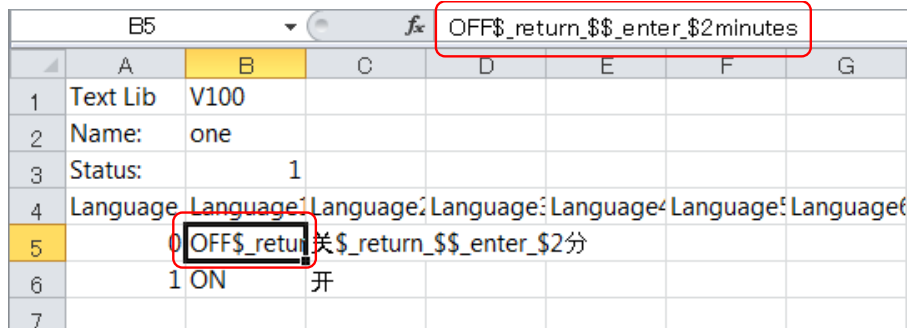 B5 fx OFF$_return_$$_enter_$2minutes
A B C D E F G
1 Text Lib V100
2 Name: one
3 Status: 1
4 Language Language1 Language2 Language3 Language4 Language5 Language6
5 0 OFF$_retur 关$_return_$$_enter_$2分
6 1 ON 开
7